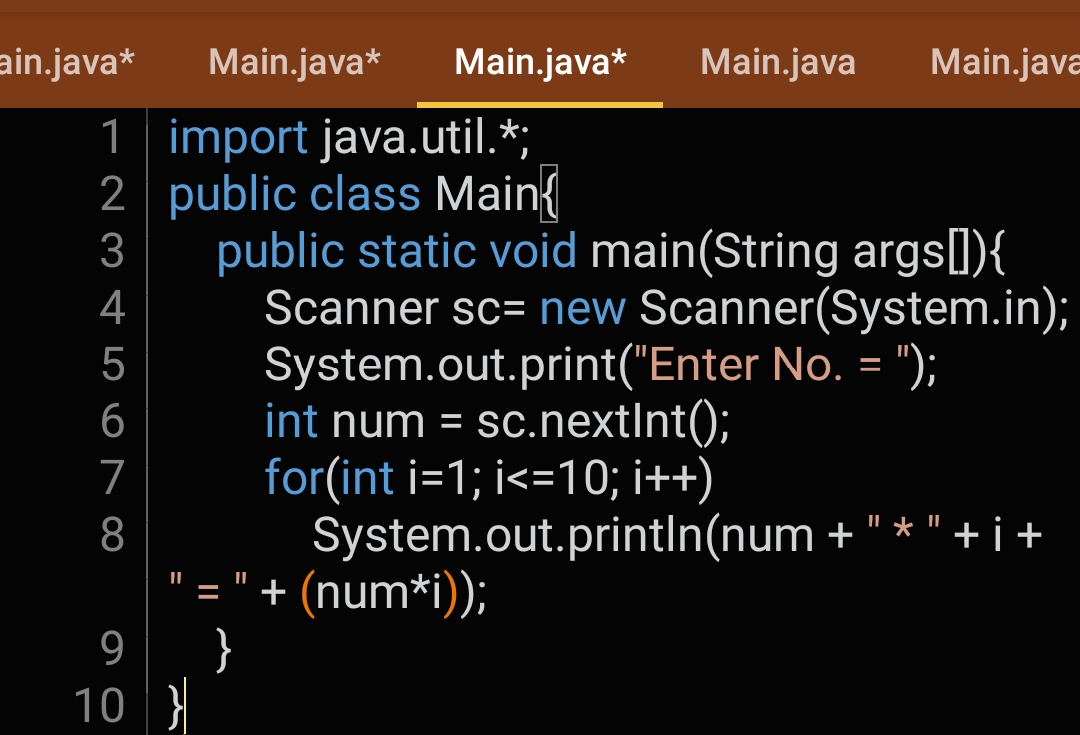 ain.java* Main.java* Main.java* Main.java Main.java
1 import java.util.*;
2 public class Main{
3 public static void main(String args[]){
4 Scanner sc= new Scanner(System.in);
5 System.out.print("Enter No. = ");
6 int num = sc.nextInt();
7 for(int i=1; i<=10; i++)
8 System.out.println(num + " * " + i +
" = " + (num*i));
9 }
10 }